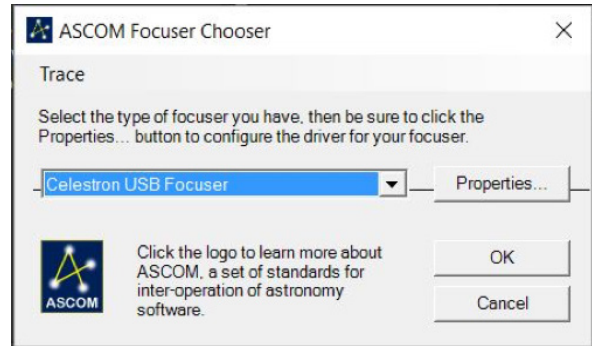 ASCOM Focuser Chooser
Trace
Select the type of focuser you have, then be sure to click the
Properties... button to configure the driver for your focuser.
Celestron USB Focuser
Properties...
Click the logo to learn more about
ASCOM, a set of standards for
inter-operation of astronomy
software.
ASCOM
OK
Cancel